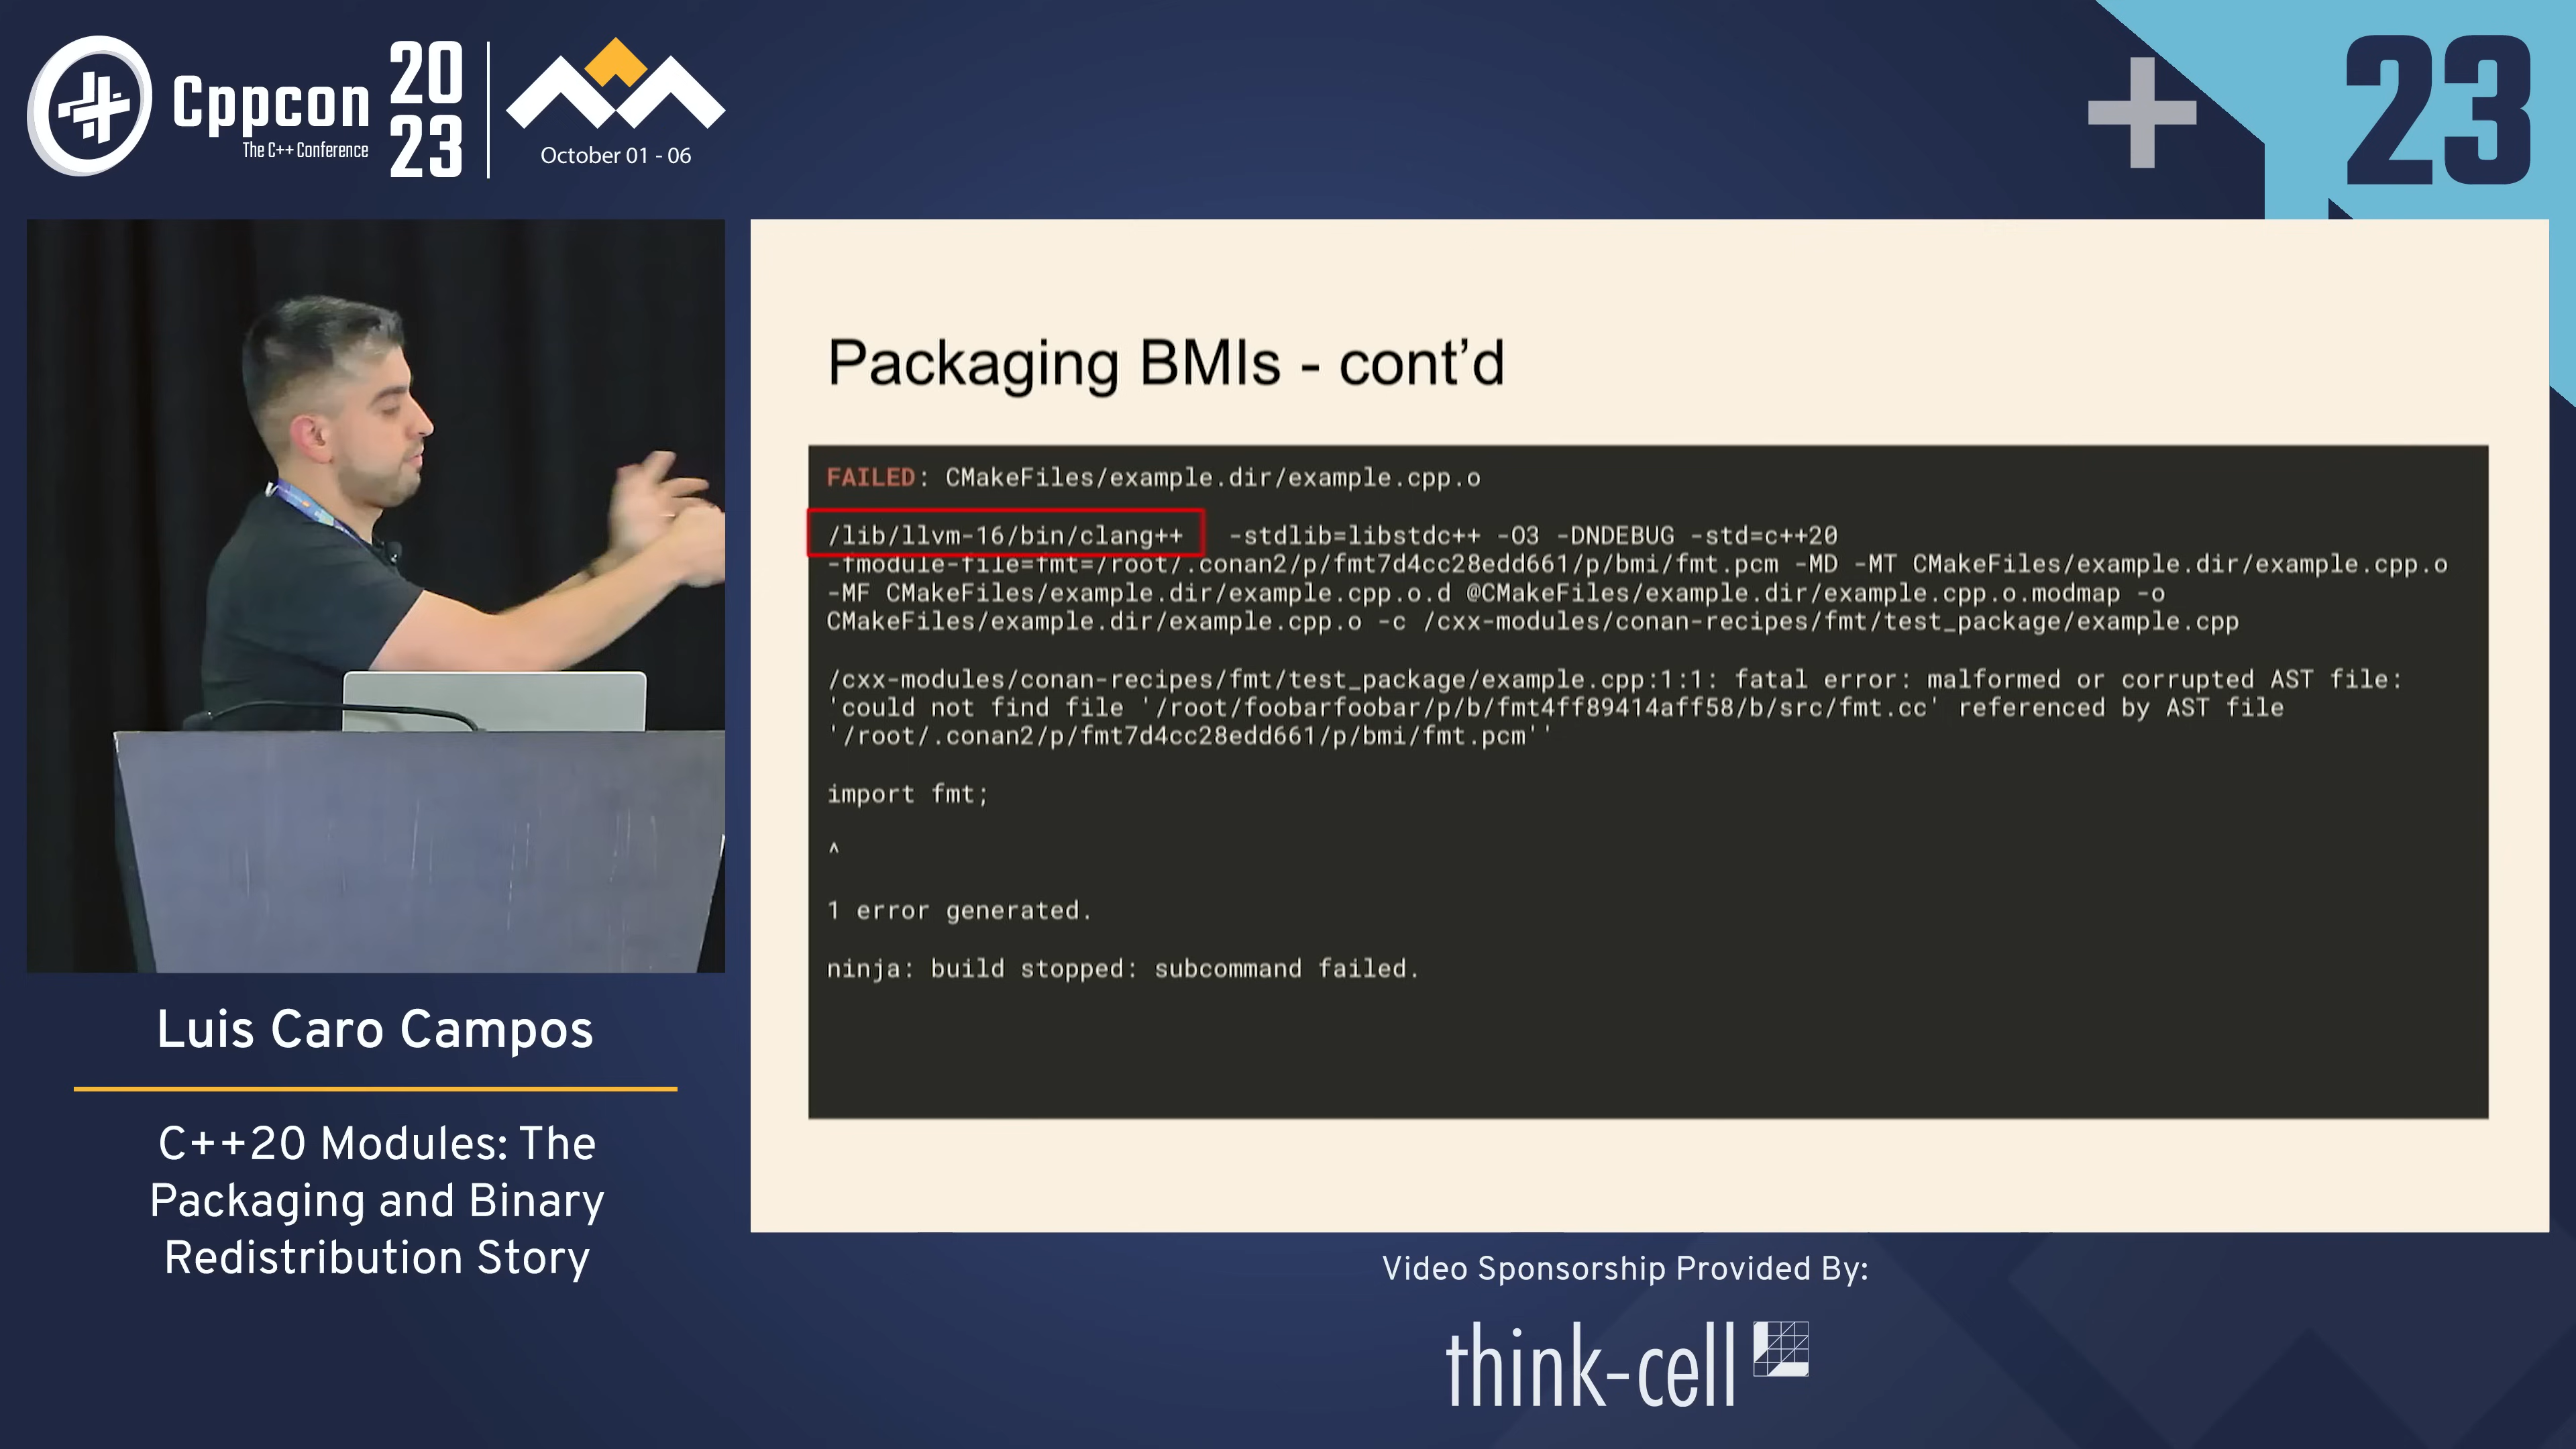 Cppcon
The C++ Conference
20
23
October 01 - 06
23
Packaging BMIs - cont’d
FAILED: CMakeFiles/example.dir/example.cpp.o
/lib/llvm-16/bin/clang++ -stdlib=libstdc++ -O3 -DNDEBUG -std=c++20
-fmodule-file=fmt=/root/.conan2/p/fmt7d4cc28edd661/p/bmi/fmt.pcm -MD -MT CMakeFiles/example.dir/example.cpp.o
-MF CMakeFiles/example.dir/example.cpp.o.d @CMakeFiles/example.dir/example.cpp.o.modmap -o
CMakeFiles/example.dir/example.cpp.o -c /cxx-modules/conan-recipes/fmt/test_package/example.cpp
/cxx-modules/conan-recipes/fmt/test_package/example.cpp:1:1: fatal error: malformed or corrupted AST file:
'could not find file '/root/foobarfoobar/p/b/fmt4ff89414aff58/b/src/fmt.cc' referenced by AST file
'/root/.conan2/p/fmt7d4cc28edd661/p/bmi/fmt.pcm''
import fmt;
^
1 error generated.
ninja: build stopped: subcommand failed.
Luis Caro Campos
C++20 Modules: The
Packaging and Binary
Redistribution Story
Video Sponsorship Provided By:
think-cell